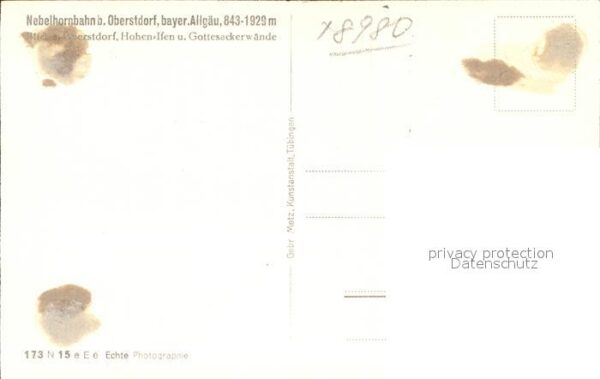 Nebelhornbahn b. Oberstdorf, bayer. Allgäu, 843-1929 m
Oberstdorf, Hohen-Ifen u. Gottesackerwände
x8980
Gebr. Metz, Kunstanstalt, Tübingen
privacy protection
Datenschutz
173 N 15 e E e Echte Photographie